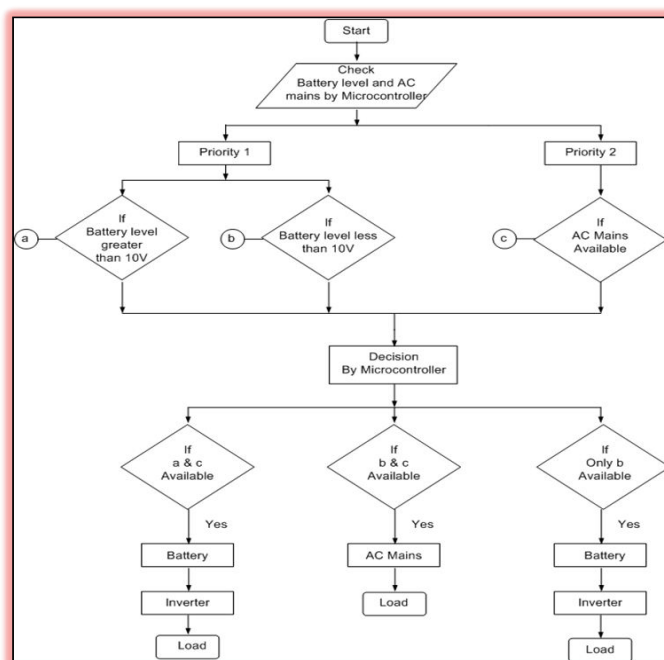 Start
Check
Battery level and AC
mains by Microcontroller
Priority 1
Priority 2
a
If
Battery level
greater
than 10V
b
If
Battery level less
than 10V
c
If
AC Mains
Available
Decision
By Microcontroller
If
a & c
Available
If
b & c
Available
If
Only b
Available
Yes
Yes
Yes
Battery
AC Mains
Battery
Inverter
Load
Inverter
Load
Load